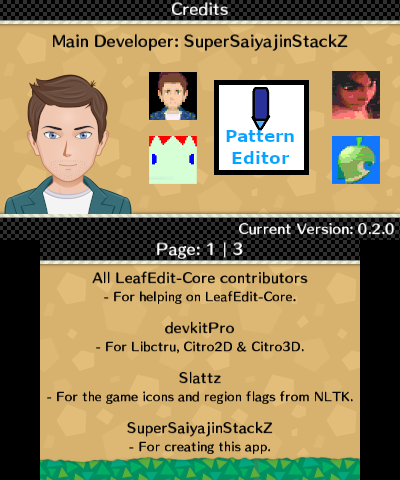 Credits
Main Developer: SuperSaiyajinStackZ
Pattern
Editor
Current Version: 0.2.0
Page: 1 | 3
All LeafEdit-Core contributors
- For helping on LeafEdit-Core.
devkitPro
- For Libctru, Citro2D & Citro3D.
Slattz
- For the game icons and region flags from NLTK.
SuperSaiyajinStackZ
- For creating this app.